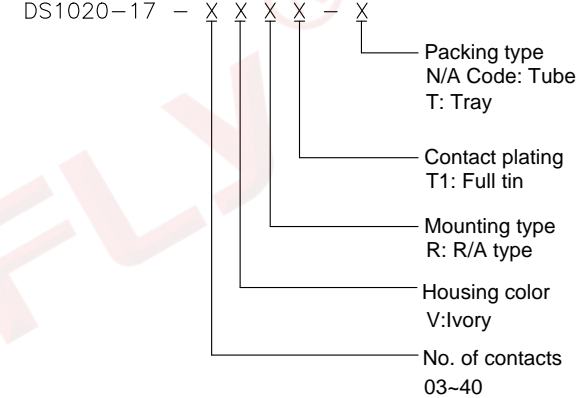 DS1020-17 - X X X X - X
Packing type
N/A Code: Tube
T: Tray
Contact plating
T1: Full tin
Mounting type
R: R/A type
Housing color
V:Ivory
No. of contacts
03~40
FLY®